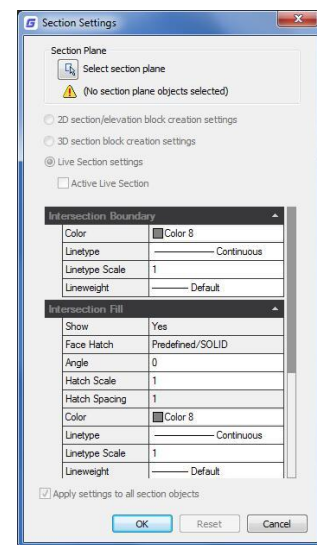 Section Settings
Section Plane
Select section plane
(No section plane objects selected)
2D section/elevation block creation settings
3D section block creation settings
Live Section settings
Active Live Section
Intersection Boundary
Color Color 8
Linetype Continuous
Linetype Scale 1
Lineweight Default
Intersection Fill
Show Yes
Face Hatch Predefined/SOLID
Angle 0
Hatch Scale 1
Hatch Spacing 1
Color Color 8
Linetype Continuous
Linetype Scale 1
Lineweight Default
Apply settings to all section objects
OK Reset Cancel